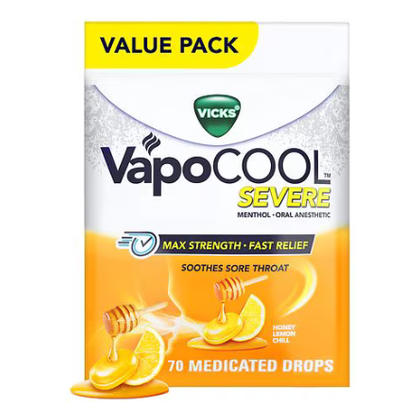 VALUE PACK
VICKS®
VapoCOOL™
SEVERE
MENTHOL • ORAL ANESTHETIC
MAX STRENGTH • FAST RELIEF
SOOTHES SORE THROAT
HONEY
LEMON
CHILL
70 MEDICATED DROPS